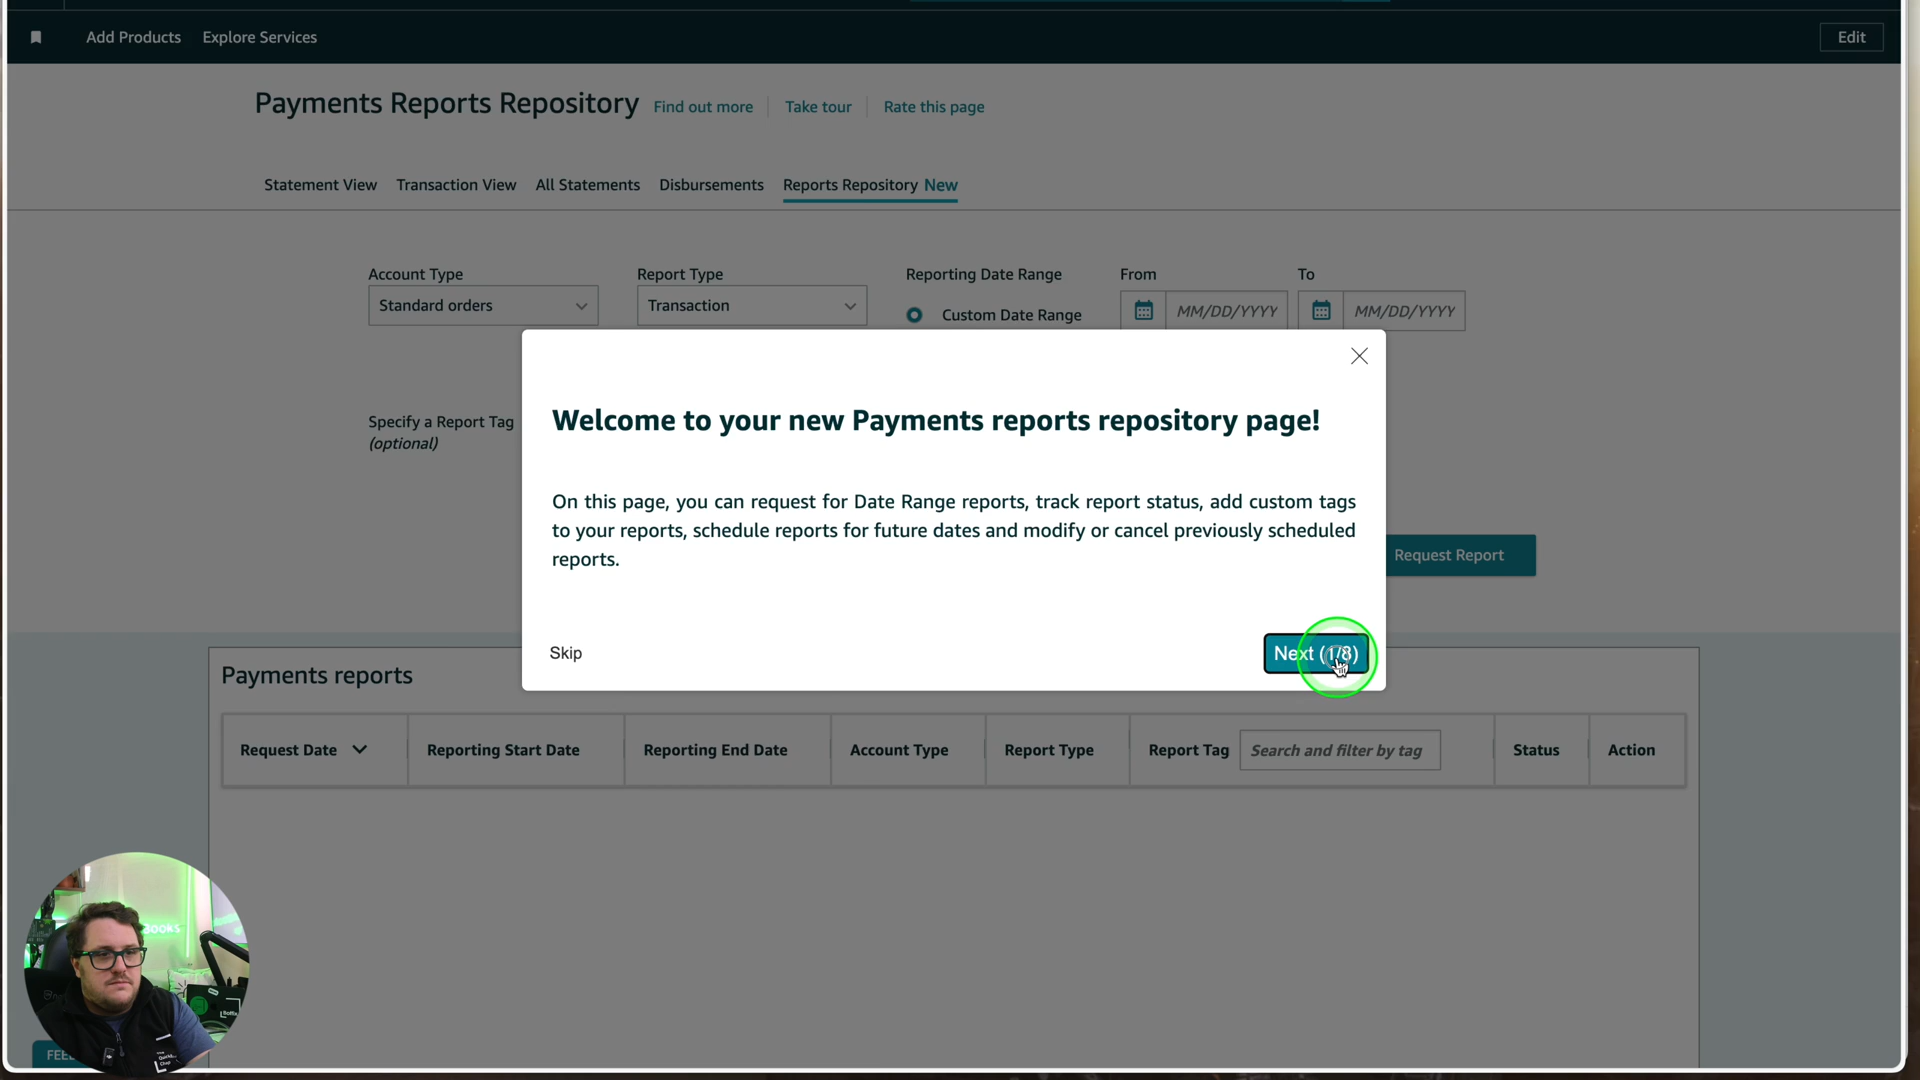 Add Products Explore Services Edit
Payments Reports Repository Find out more Take tour Rate this page
Statement View Transaction View All Statements Disbursements Reports Repository New
Account Type Report Type Reporting Date Range From To
Standard orders Transaction Custom Date Range MM/DD/YYYY MM/DD/YYYY
Welcome to your new Payments reports repository page!
Specify a Report Tag
(optional)
On this page, you can request for Date Range reports, track report status, add custom tags
to your reports, schedule reports for future dates and modify or cancel previously scheduled
reports.
Request Report
Skip Next (1/8)
Payments reports
Request Date Reporting Start Date Reporting End Date Account Type Report Type Report Tag Search and filter by tag Status Action